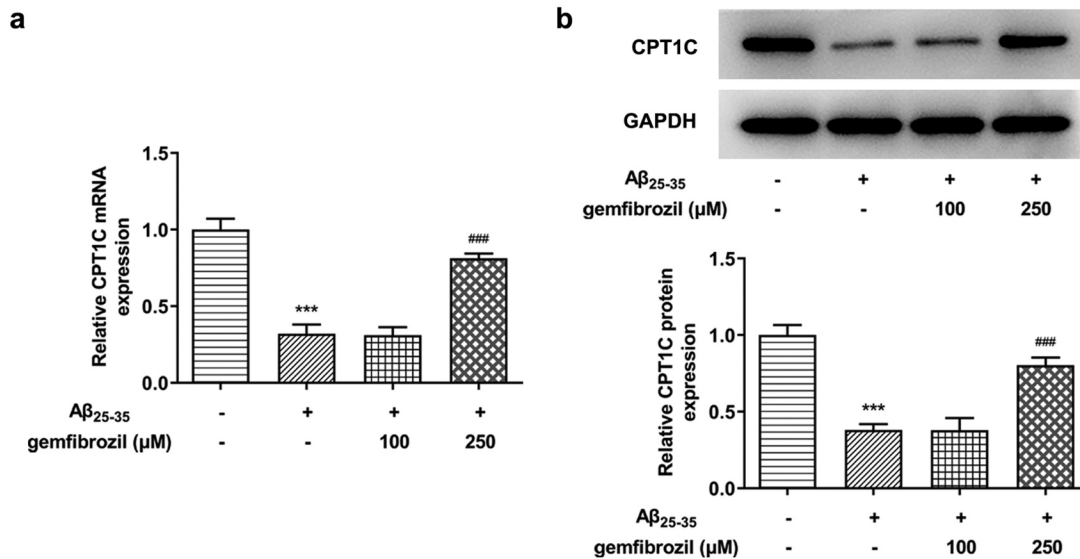 a
Relative CPT1C mRNA
expression
1.5
1.0
0.5
0.0
***
###
Aβ25-35 - + + +
gemfibrozil (μM) - - 100 250
b
CPT1C
GAPDH
Aβ25-35 - + + +
gemfibrozil (μM) - - 100 250
Relative CPT1C protein
expression
1.5
1.0
0.5
0.0
***
###
Aβ25-35 - + + +
gemfibrozil (μM) - - 100 250